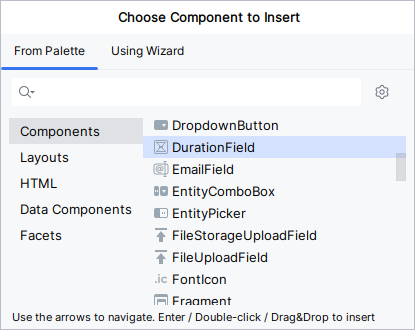 Choose Component to Insert
From Palette
Using Wizard
Components
Layouts
HTML
Data Components
Facets
DropdownButton
DurationField
EmailField
EntityComboBox
EntityPicker
FileStorageUploadField
FileUploadField
.ic FontIcon
Fragment
Use the arrows to navigate. Enter / Double-click / Drag&Drop to insert